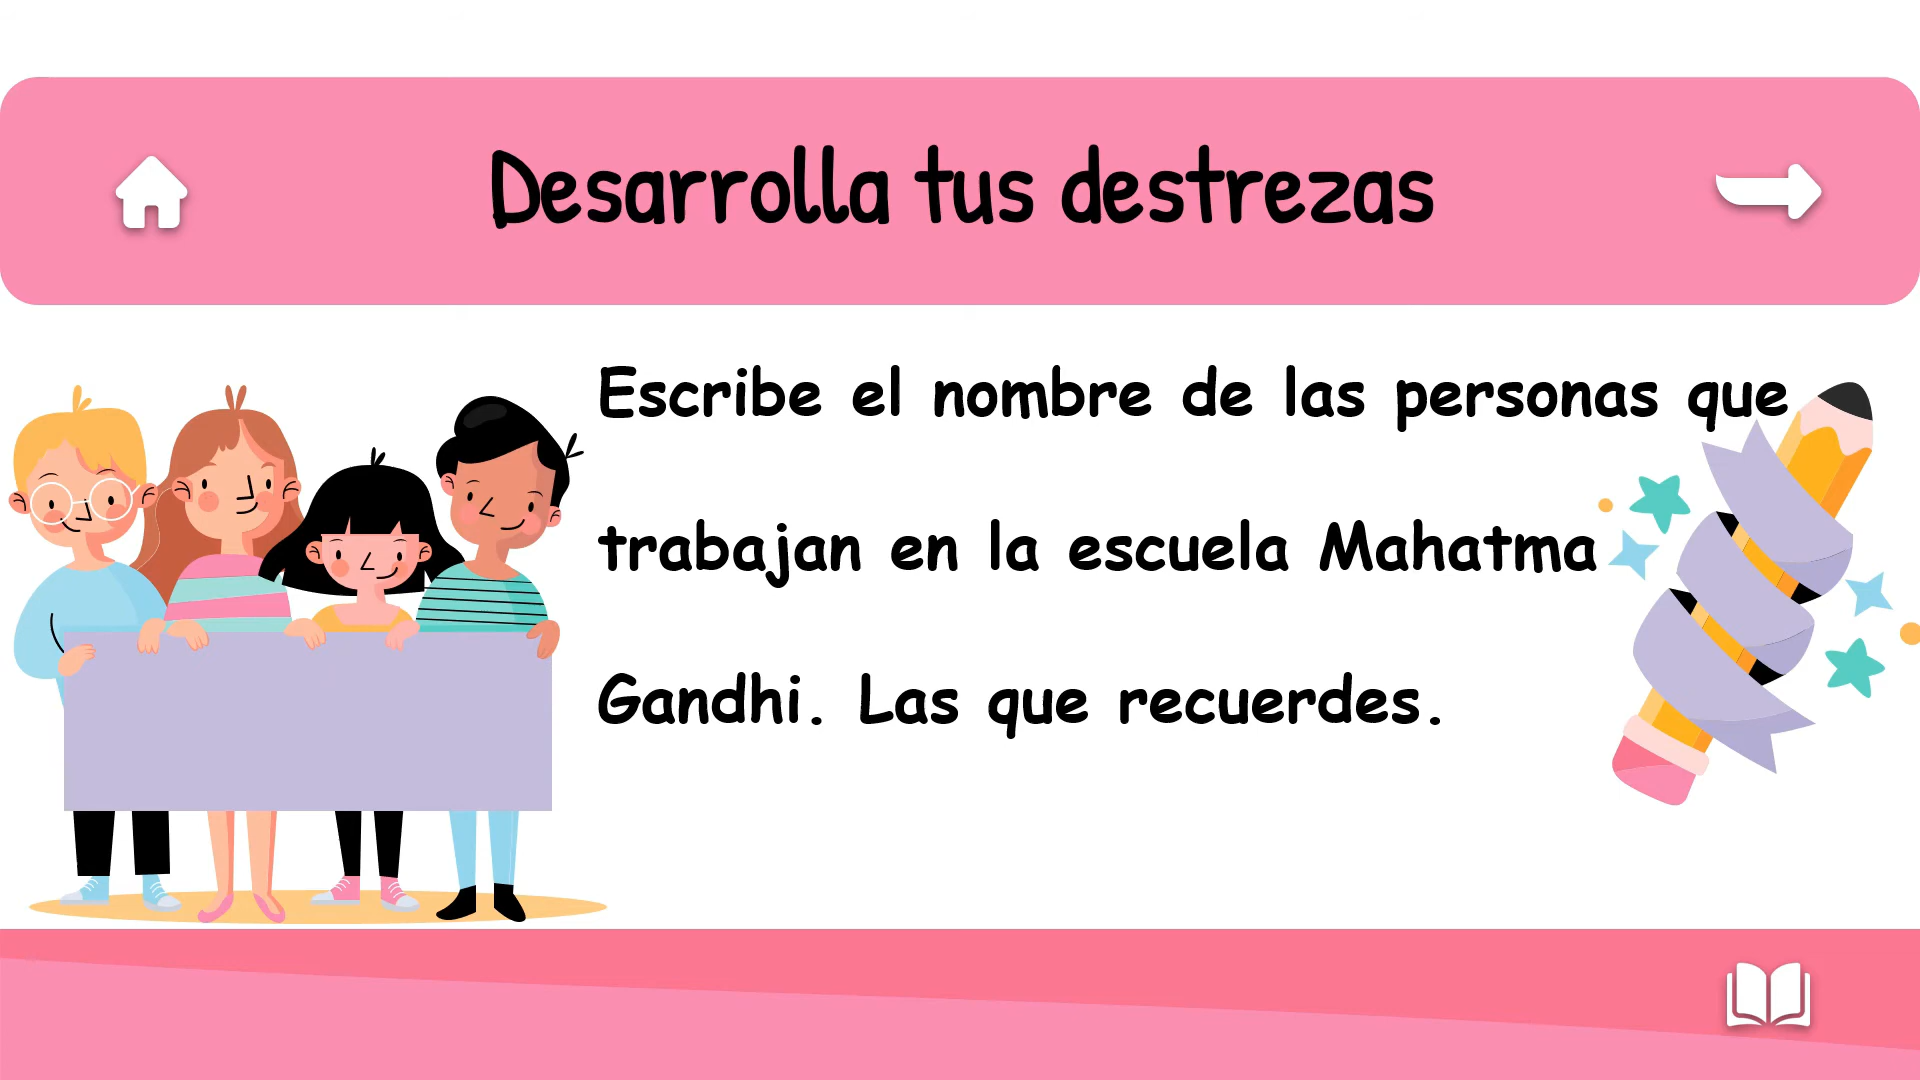 Desarrolla tus destrezas
Escribe el nombre de las personas que
trabajan en la escuela Mahatma
Gandhi. Las que recuerdes.